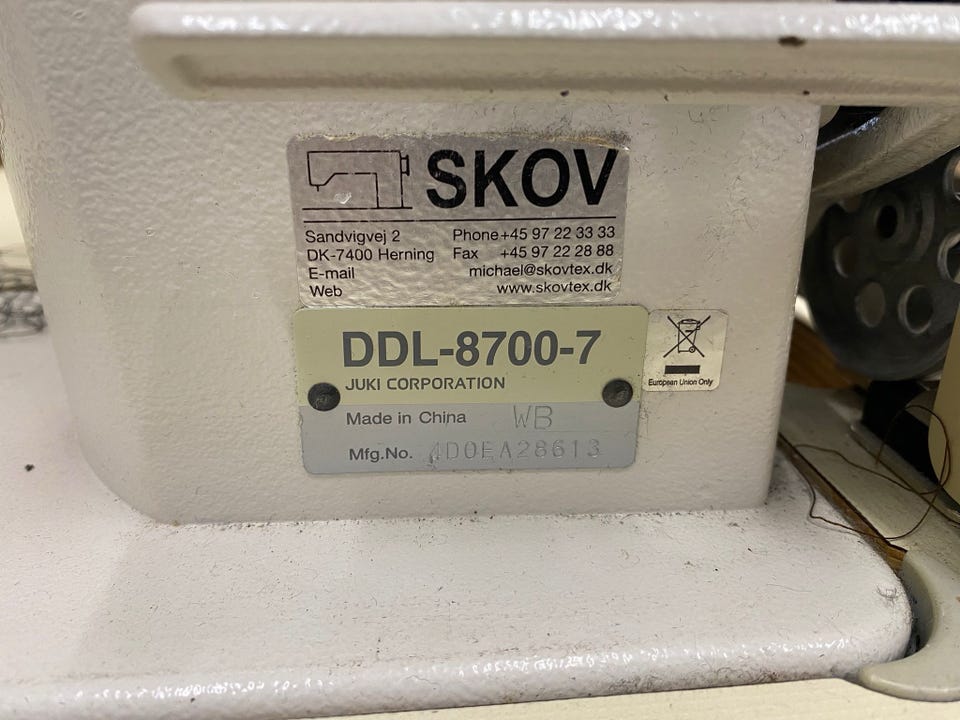 SKOV
Sandvigvej 2 Phone +45 97 22 33 33
DK-7400 Herning Fax +45 97 22 28 88
E-mail michael@skovtex.dk
Web www.skovtex.dk
DDL-8700-7
JUKI CORPORATION
Made in China WB
Mfg.No. 4D0EA28613
European Union Only